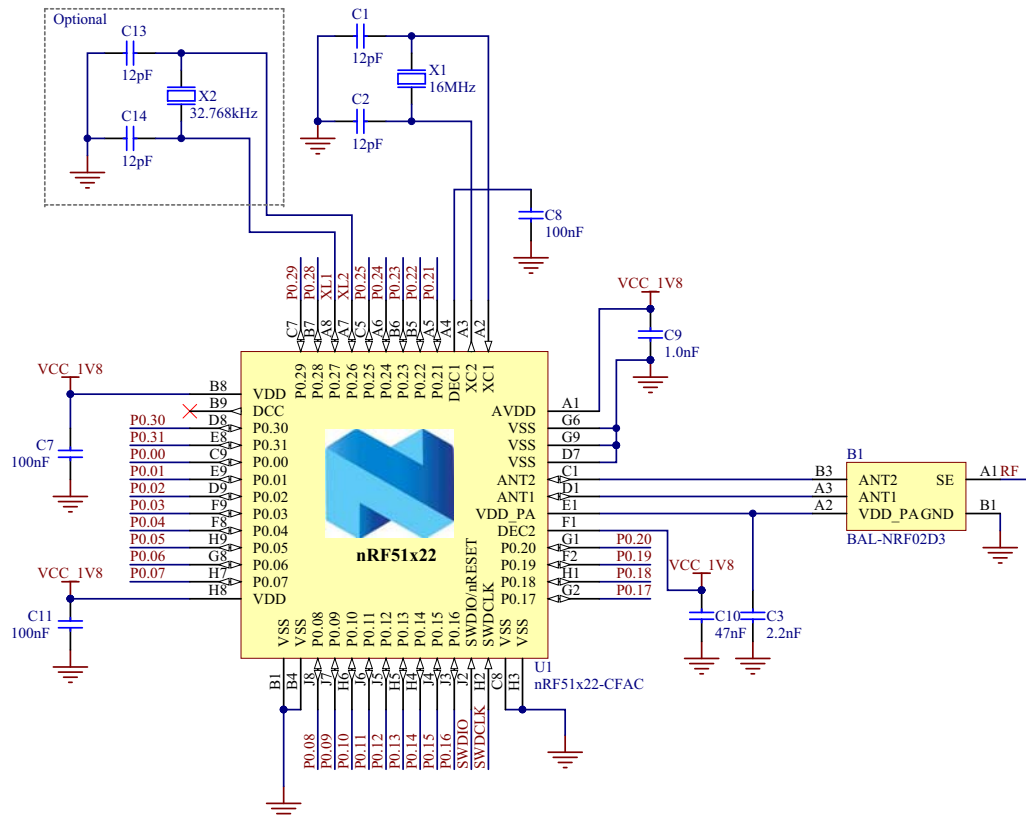 Optional
C13
12pF
X2
32.768kHz
C14
12pF
C1
12pF
X1
16MHz
C2
12pF
C8
100nF
P0.29
P0.28
XL1
XL2
P0.25
P0.24
P0.23
P0.22
P0.21
C7
B7
A8
A7
C5
A6
B6
B5
A5
A4
A3
A2
P0.29
P0.28
P0.27
P0.26
P0.25
P0.24
P0.23
P0.22
P0.21
DEC1
XC2
XC1
VCC_1V8
C9
1.0nF
VCC_1V8
C7
100nF
B8 VDD
B9 DCC
P0.30 D8 P0.30
P0.31 E8 P0.31
P0.00 C9 P0.00
P0.01 E9 P0.01
P0.02 D9 P0.02
P0.03 F9 P0.03
P0.04 F8 P0.04
P0.05 H9 P0.05
P0.06 G8 P0.06
P0.07 H7 P0.07
H8 VDD
VCC_1V8
C11
100nF
nRF51x22
AVDD A1
VSS G6
VSS G9
VSS D7
ANT2 C1
ANT1 D1
VDD_PA E1
DEC2 F1
P0.20 G1 P0.20
P0.19 F2 P0.19
P0.18 H1 P0.18
P0.17 G2 P0.17
B1
B3 ANT2 SE A1 RF
A3 ANT1
A2 VDD_PA GND B1
BAL-NRF02D3
VCC_1V8
C10
47nF
C3
2.2nF
VSS
VSS
P0.08
P0.09
P0.10
P0.11
P0.12
P0.13
P0.14
P0.15
P0.16
SWDIO/nRESET
SWDCLK
VSS
VSS
U1
nRF51x22-CFAC
B1
B4
J8
J7
H6
J6
J5
H5
H4
J4
J3
J2
H2
C8
H3
P0.08
P0.09
P0.10
P0.11
P0.12
P0.13
P0.14
P0.15
P0.16
SWDIO
SWDCLK